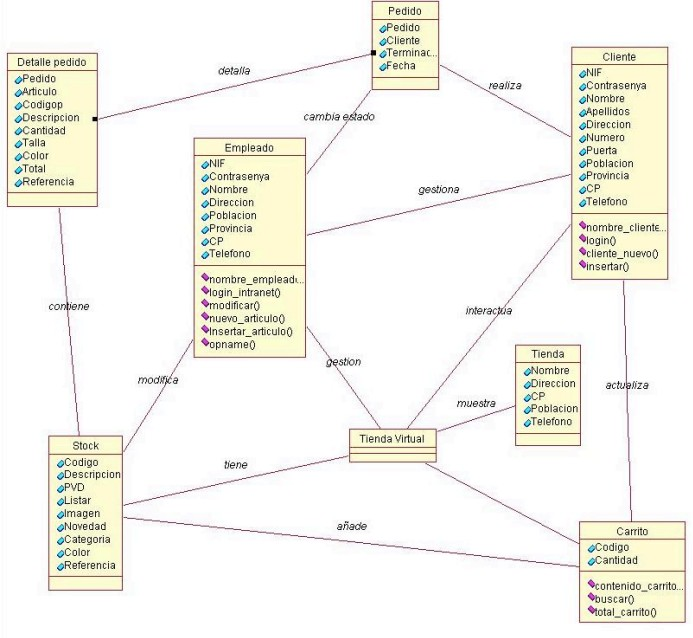 Pedido
Pedido
Cliente
Terminac...
Fecha
Detalle pedido
Pedido
Articulo
Codigop
Descripcion
Cantidad
Talla
Color
Total
Referencia
detalla
realiza
cambia estado
Cliente
NIF
Contrasenya
Nombre
Apellidos
Direccion
Numero
Puerta
Poblacion
Provincia
CP
Telefono
nombre_cliente...
login()
cliente_nuevo()
insertar()
Empleado
NIF
Contrasenya
Nombre
Direccion
Poblacion
Provincia
CP
Telefono
nombre_emplead...
login_intranet()
modificar()
nuevo_articulo()
Insertar_articulo()
opname()
gestiona
contiene
interactúa
modifica
gestion
muestra
actualiza
Tienda
Nombre
Direccion
CP
Poblacion
Telefono
Tienda Virtual
Stock
Codigo
Descripcion
PVD
Listar
Imagen
Novedad
Categoria
Color
Referencia
tiene
añade
Carrito
Codigo
Cantidad
contenido_carrito...
buscar()
total_carrito()